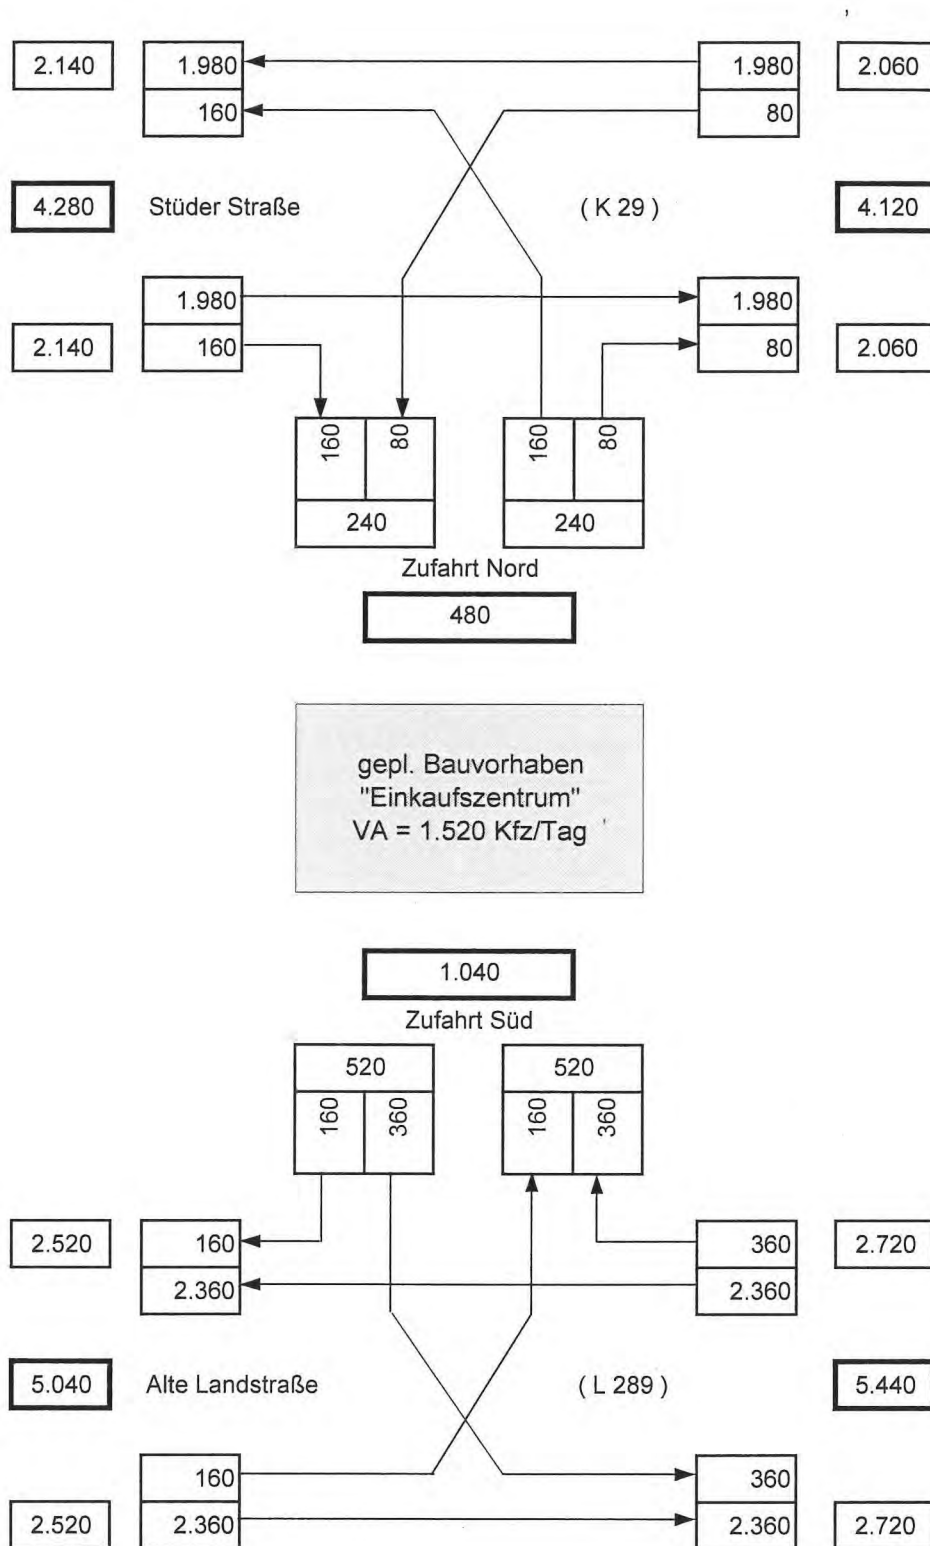 2.140 1.980 1.980 2.060
160 80
4.280 Stüder Straße ( K 29 ) 4.120
1.980 1.980
2.140 160 80 2.060
160 80 160 80
240 240
Zufahrt Nord
480
gepl. Bauvorhaben
"Einkaufszentrum"
VA = 1.520 Kfz/Tag
1.040
Zufahrt Süd
520 520
160 360 160 360
2.520 160 360 2.720
2.360 2.360
5.040 Alte Landstraße ( L 289 ) 5.440
160 360
2.520 2.360 2.360 2.720